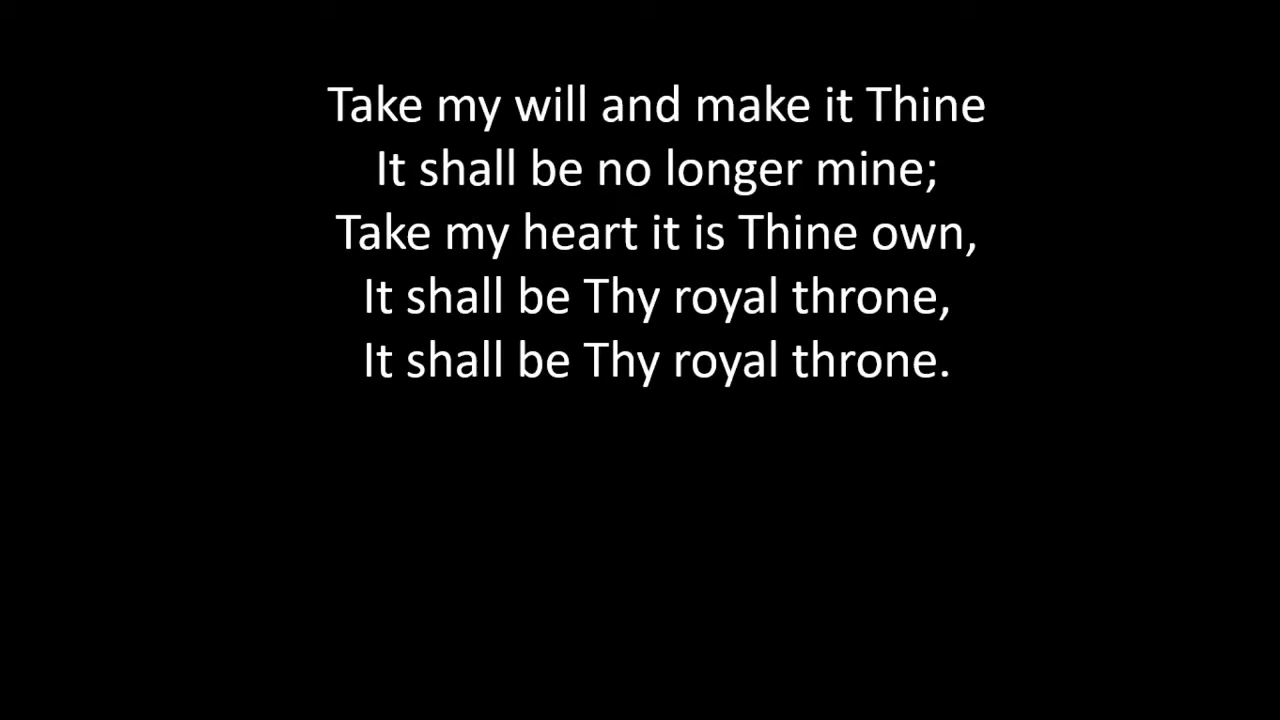 Take my will and make it Thine
It shall be no longer mine;
Take my heart it is Thine own,
It shall be Thy royal throne,
It shall be Thy royal throne.